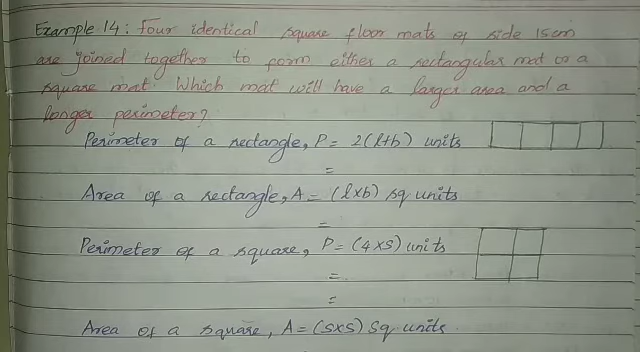 Example 14: Four identical square floor mats of side 15cm
are joined together to form either a rectangular mat or a
square mat. Which mat will have a larger area and a
longer perimeter?
Perimeter of a rectangle, P = 2(l+b) units
=
Area of a rectangle, A = (l×b) sq units
=
Perimeter of a square, P = (4×S) units
=
=
Area of a square, A = (S×S) Sq units